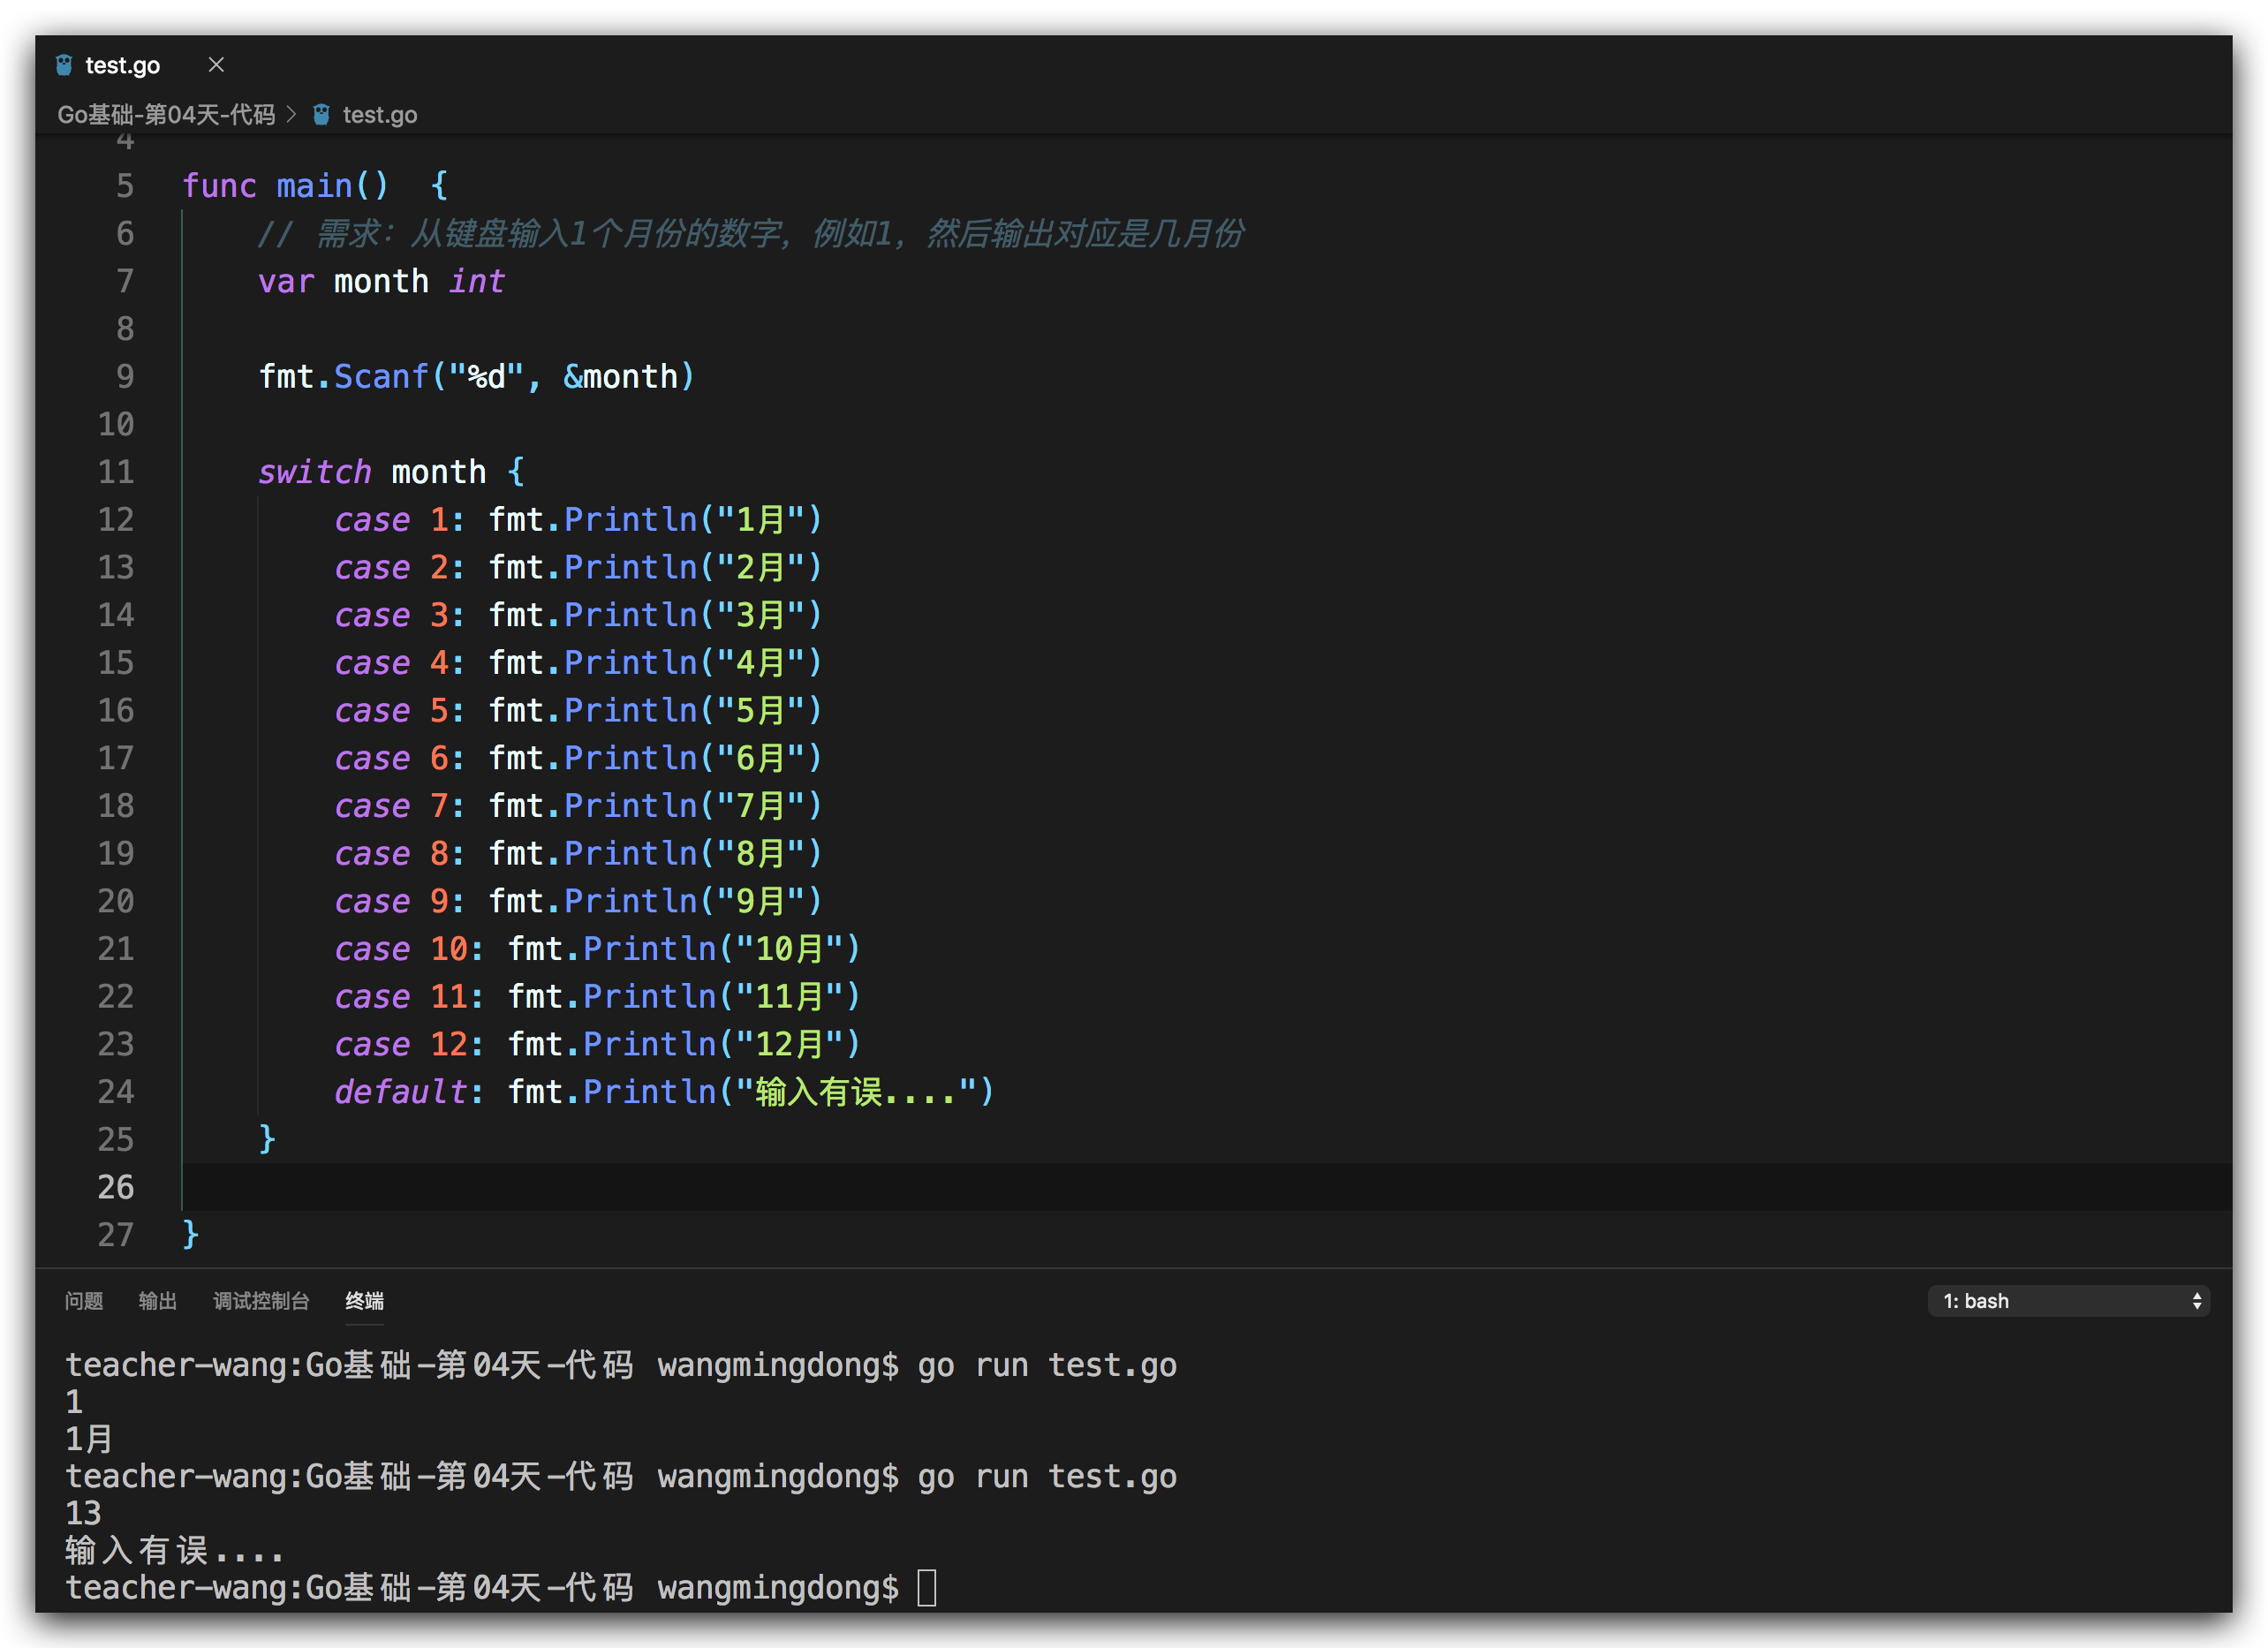 test.go
Go基础-第04天-代码 > test.go
4
5 func main()  {
6     // 需求：从键盘输入1个月份的数字，例如1，然后输出对应是几月份
7     var month int
8
9     fmt.Scanf("%d", &month)
10
11     switch month {
12         case 1: fmt.Println("1月")
13         case 2: fmt.Println("2月")
14         case 3: fmt.Println("3月")
15         case 4: fmt.Println("4月")
16         case 5: fmt.Println("5月")
17         case 6: fmt.Println("6月")
18         case 7: fmt.Println("7月")
19         case 8: fmt.Println("8月")
20         case 9: fmt.Println("9月")
21         case 10: fmt.Println("10月")
22         case 11: fmt.Println("11月")
23         case 12: fmt.Println("12月")
24         default: fmt.Println("输入有误....")
25     }
26
27 }
问题 输出 调试控制台 终端 1: bash
teacher-wang:Go基础-第04天-代码 wangmingdong$ go run test.go
1
1月
teacher-wang:Go基础-第04天-代码 wangmingdong$ go run test.go
13
输入有误....
teacher-wang:Go基础-第04天-代码 wangmingdong$